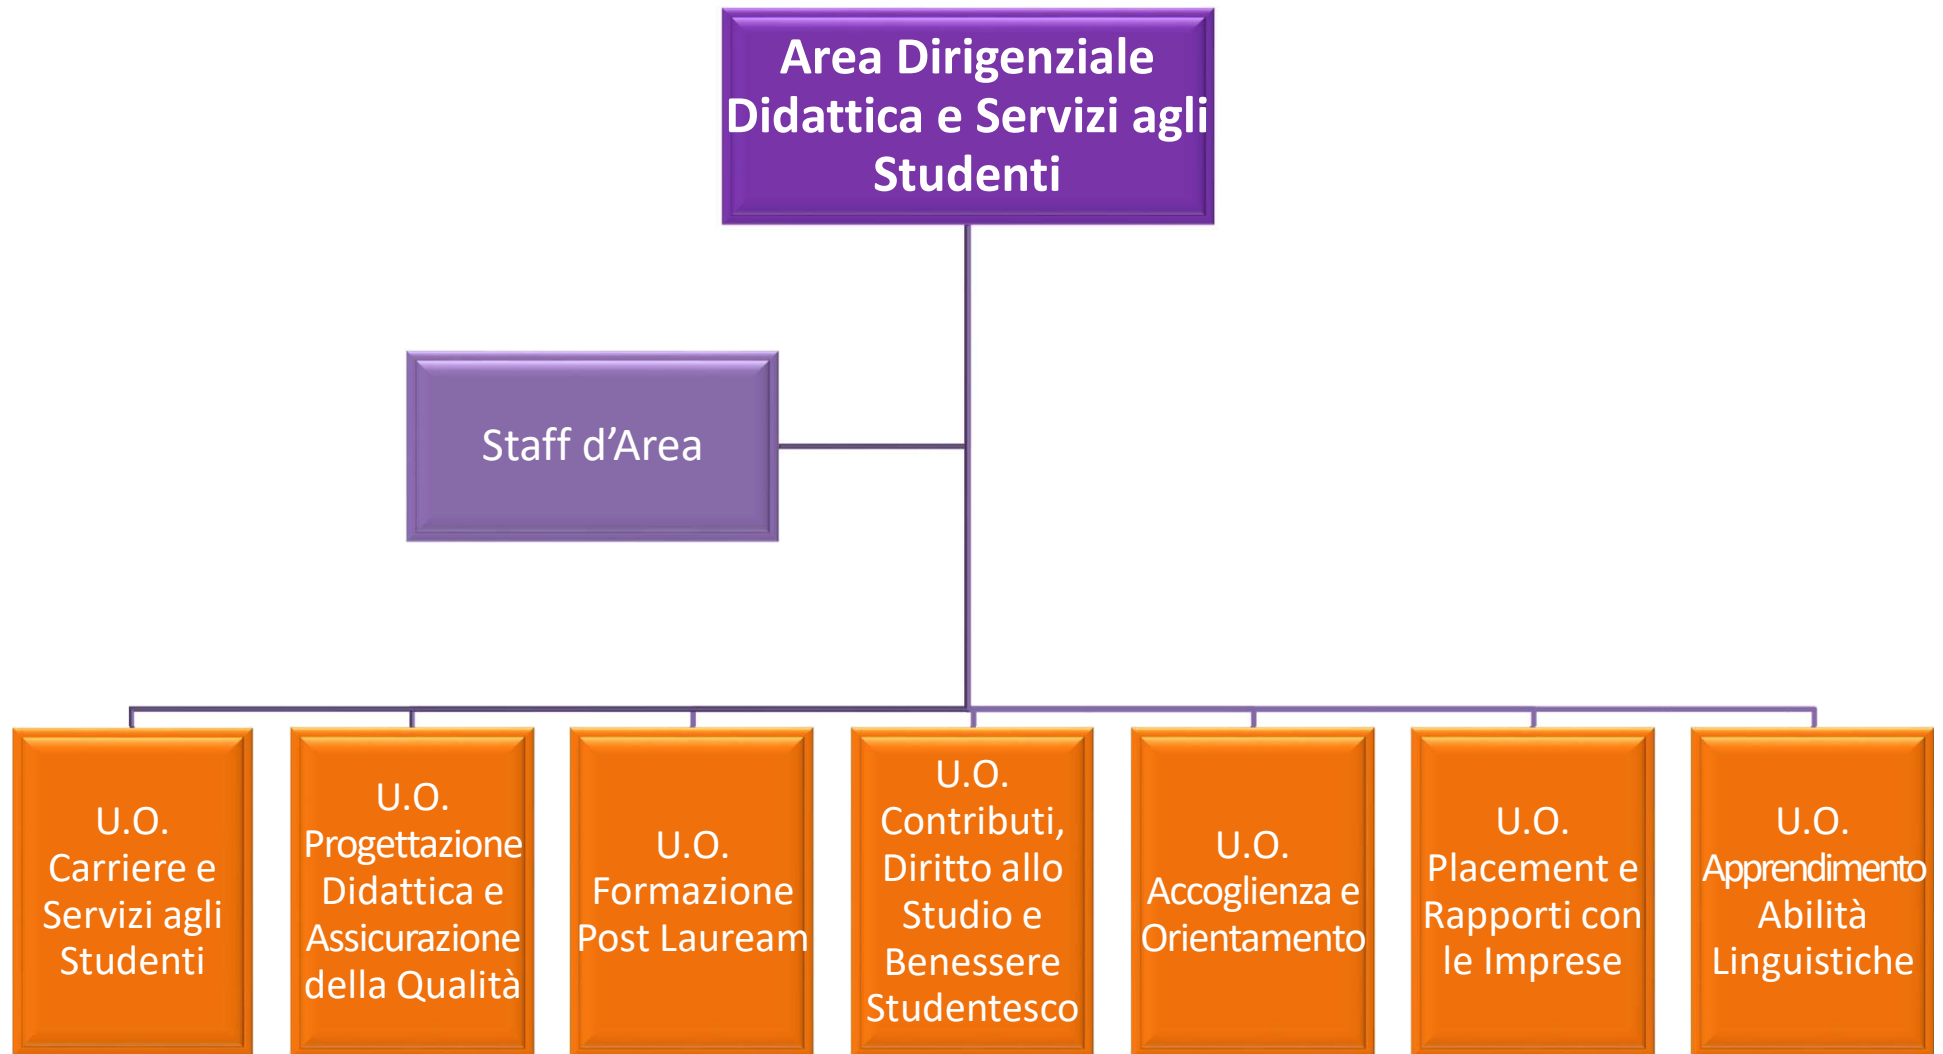 Area Dirigenziale
Didattica e Servizi agli
Studenti
Staff d’Area
U.O.
Carriere e
Servizi agli
Studenti
U.O.
Progettazione
Didattica e
Assicurazione
della Qualità
U.O.
Formazione
Post Lauream
U.O.
Contributi,
Diritto allo
Studio e
Benessere
Studentesco
U.O.
Accoglienza e
Orientamento
U.O.
Placement e
Rapporti con
le Imprese
U.O.
Apprendimento
Abilità
Linguistiche